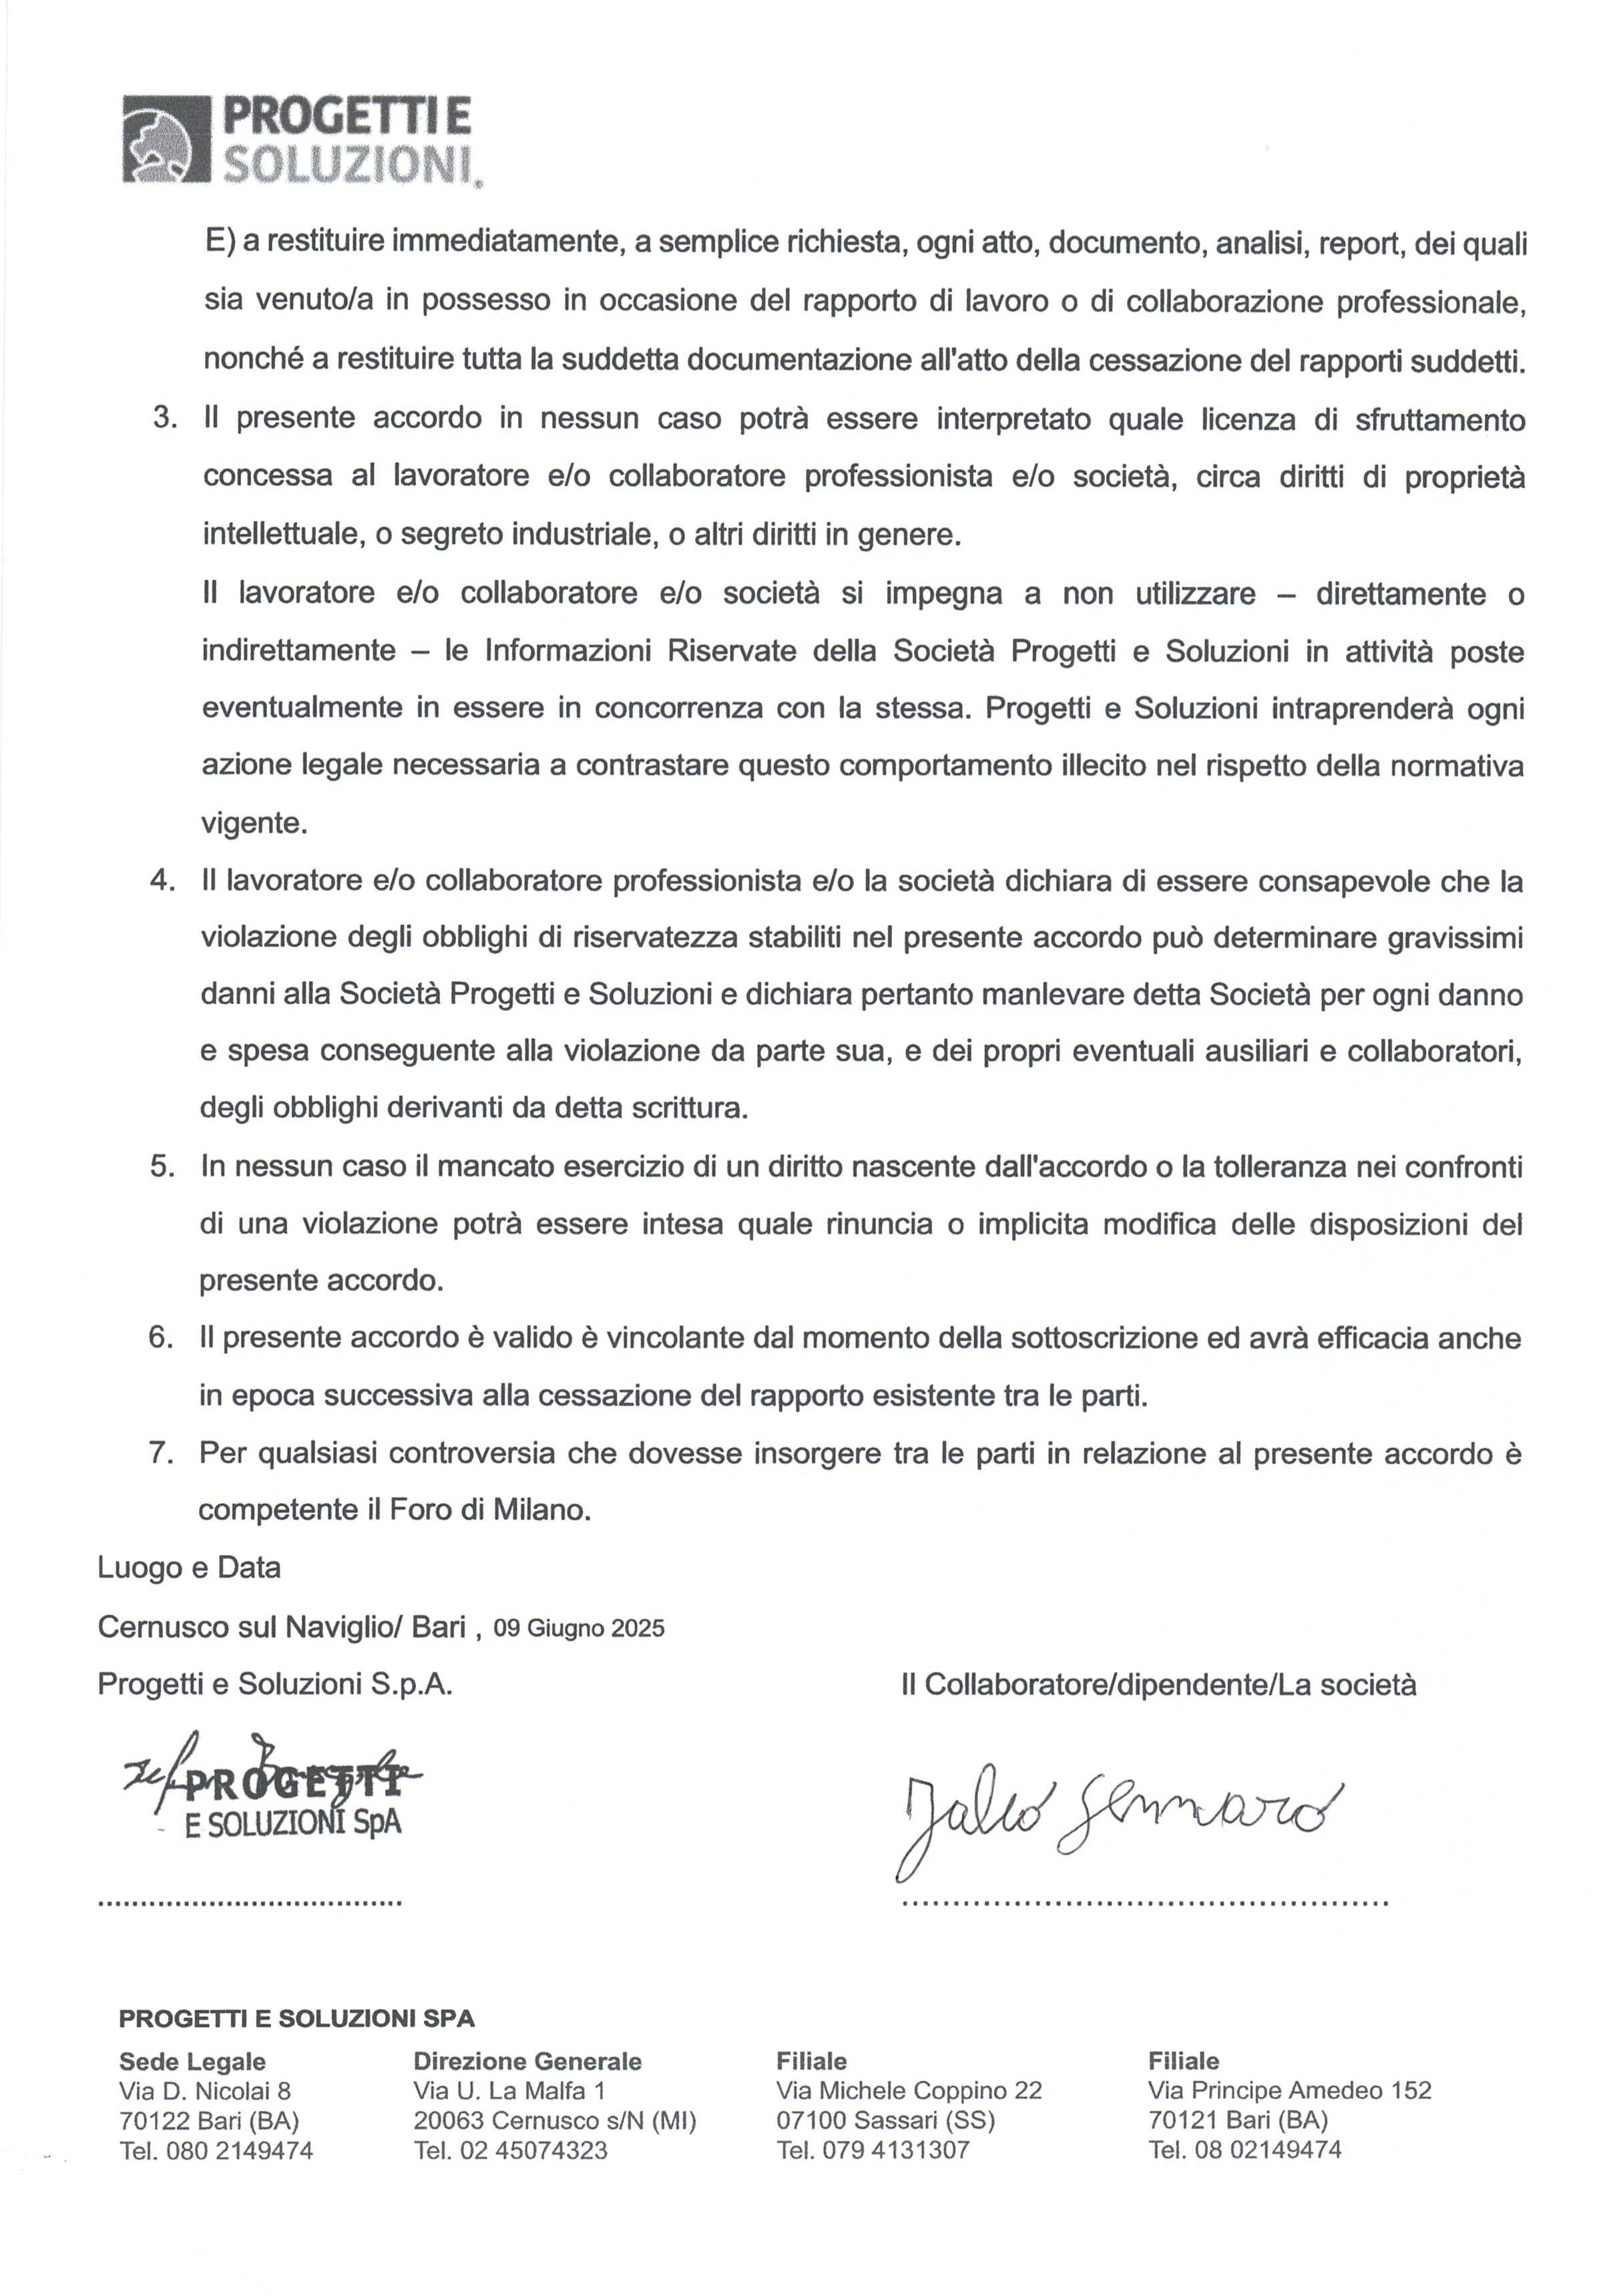 PROGETTI E
SOLUZIONI
E) a restituire immediatamente, a semplice richiesta, ogni atto, documento, analisi, report, dei quali
sia venuto/a in possesso in occasione del rapporto di lavoro o di collaborazione professionale,
nonché a restituire tutta la suddetta documentazione all'atto della cessazione del rapporti suddetti.
3. Il presente accordo in nessun caso potrà essere interpretato quale licenza di sfruttamento
concessa al lavoratore e/o collaboratore professionista e/o società, circa diritti di proprietà
intellettuale, o segreto industriale, o altri diritti in genere.
Il lavoratore e/o collaboratore e/o società si impegna a non utilizzare – direttamente o
indirettamente – le Informazioni Riservate della Società Progetti e Soluzioni in attività poste
eventualmente in essere in concorrenza con la stessa. Progetti e Soluzioni intraprenderà ogni
azione legale necessaria a contrastare questo comportamento illecito nel rispetto della normativa
vigente.
4. Il lavoratore e/o collaboratore professionista e/o la società dichiara di essere consapevole che la
violazione degli obblighi di riservatezza stabiliti nel presente accordo può determinare gravissimi
danni alla Società Progetti e Soluzioni e dichiara pertanto manlevare detta Società per ogni danno
e spesa conseguente alla violazione da parte sua, e dei propri eventuali ausiliari e collaboratori,
degli obblighi derivanti da detta scrittura.
5. In nessun caso il mancato esercizio di un diritto nascente dall'accordo o la tolleranza nei confronti
di una violazione potrà essere intesa quale rinuncia o implicita modifica delle disposizioni del
presente accordo.
6. Il presente accordo è valido è vincolante dal momento della sottoscrizione ed avrà efficacia anche
in epoca successiva alla cessazione del rapporto esistente tra le parti.
7. Per qualsiasi controversia che dovesse insorgere tra le parti in relazione al presente accordo è
competente il Foro di Milano.
Luogo e Data
Cernusco sul Naviglio/ Bari , 09 Giugno 2025
Progetti e Soluzioni S.p.A. Il Collaboratore/dipendente/La società
PROGETTI
E SOLUZIONI SpA
Gennaro
PROGETTI E SOLUZIONI SPA
Sede Legale Direzione Generale Filiale Filiale
Via D. Nicolai 8 Via U. La Malfa 1 Via Michele Coppino 22 Via Principe Amedeo 152
70122 Bari (BA) 20063 Cernusco s/N (MI) 07100 Sassari (SS) 70121 Bari (BA)
Tel. 080 2149474 Tel. 02 45074323 Tel. 079 4131307 Tel. 08 02149474